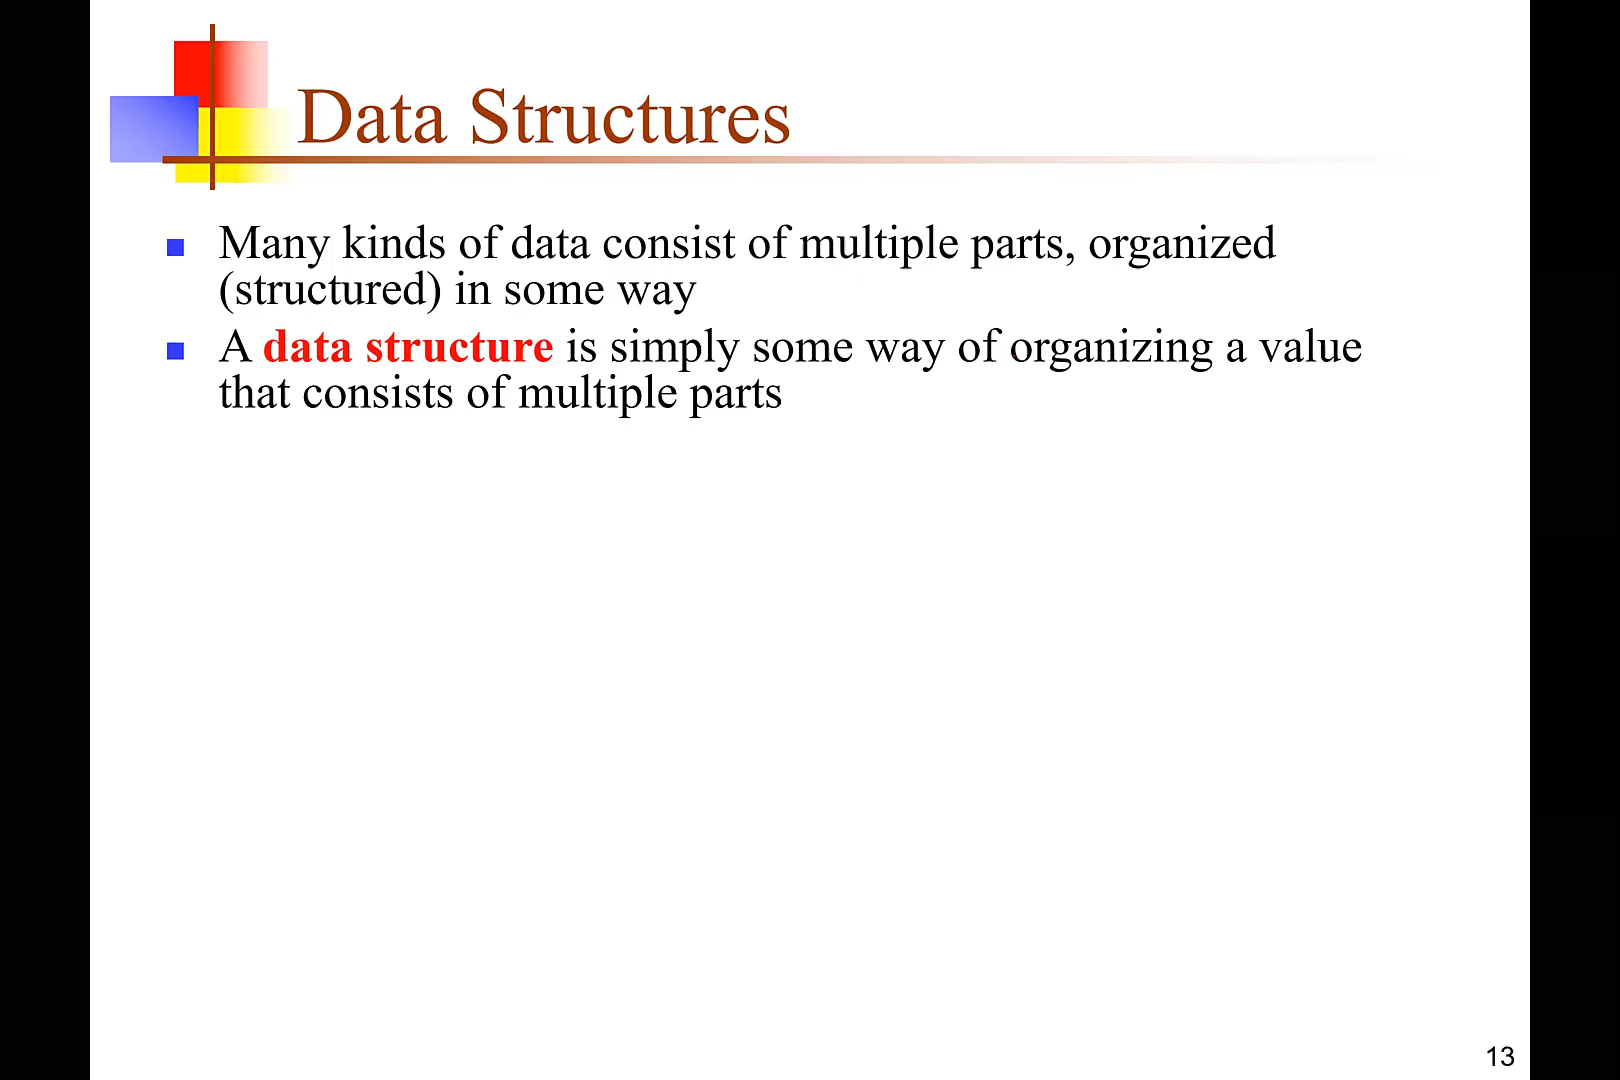 Data Structures
Many kinds of data consist of multiple parts, organized
(structured) in some way
A data structure is simply some way of organizing a value
that consists of multiple parts
13